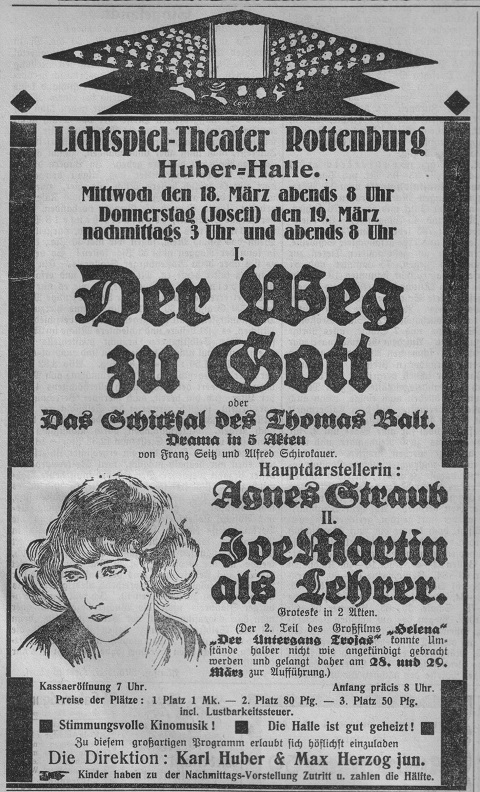 Lichtspiel-Theater Rottenburg
Huber=Halle.
Mittwoch den 18. März abends 8 Uhr
Donnerstag (Josefi) den 19. März
nachmittags 3 Uhr und abends 8 Uhr
I.
Der Weg
zu Gott
oder
Das Schicksal des Thomas Balt.
Drama in 5 Akten
von Franz Seitz und Alfred Schirokauer.
Hauptdarstellerin :
Agnes Straub
II.
Joe Martin
als Lehrer.
Groteske in 2 Akten.
(Der 2. Teil des Großfilms „Helena"
„Der Untergang Trojas" konnte Um-
stände halber nicht wie angekündigt gebracht
werden und gelangt daher am 28. und 29.
März zur Aufführung.)
Kassaeröffnung 7 Uhr. Anfang präcis 8 Uhr.
Preise der Plätze : 1 Platz 1 Mk. — 2. Platz 80 Pfg. — 3. Platz 50 Pfg.
incl. Lustbarkeitssteuer.
Stimmungsvolle Kinomusik ! Die Halle ist gut geheizt !
Zu diesem großartigen Programm erlaubt sich höflichst einzuladen
Die Direktion : Karl Huber & Max Herzog jun.
Kinder haben zu der Nachmittags-Vorstellung Zutritt u. zahlen die Hälfte.